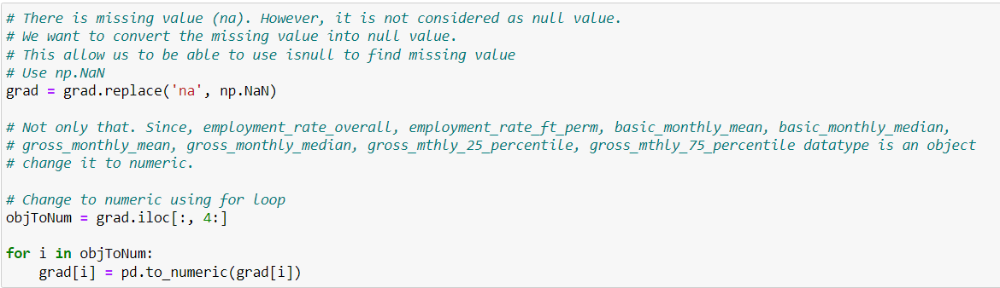 # There is missing value (na). However, it is not considered as null value.
# We want to convert the missing value into null value.
# This allow us to be able to use isnull to find missing value
# Use np.NaN
grad = grad.replace('na', np.NaN)

# Not only that. Since, employment_rate_overall, employment_rate_ft_perm, basic_monthly_mean, basic_monthly_median,
# gross_monthly_mean, gross_monthly_median, gross_mthly_25_percentile, gross_mthly_75_percentile datatype is an object
# change it to numeric.

# Change to numeric using for loop
objToNum = grad.iloc[:, 4:]

for i in objToNum:
    grad[i] = pd.to_numeric(grad[i])